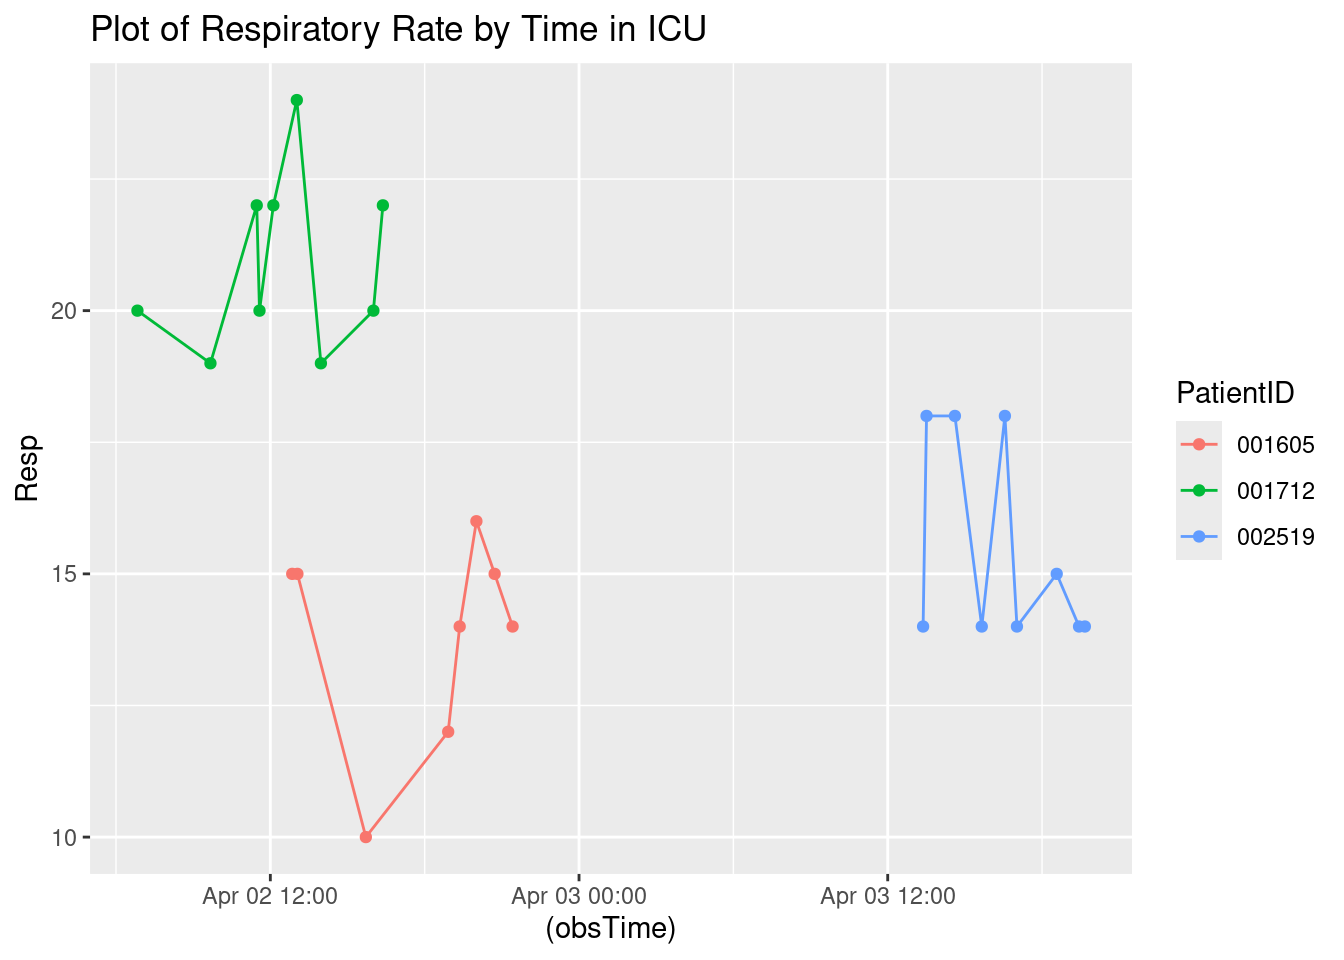 Plot of Respiratory Rate by Time in ICU
Resp
20
15
10
Apr 02 12:00
Apr 03 00:00
Apr 03 12:00
(obsTime)
PatientID
001605
001712
002519